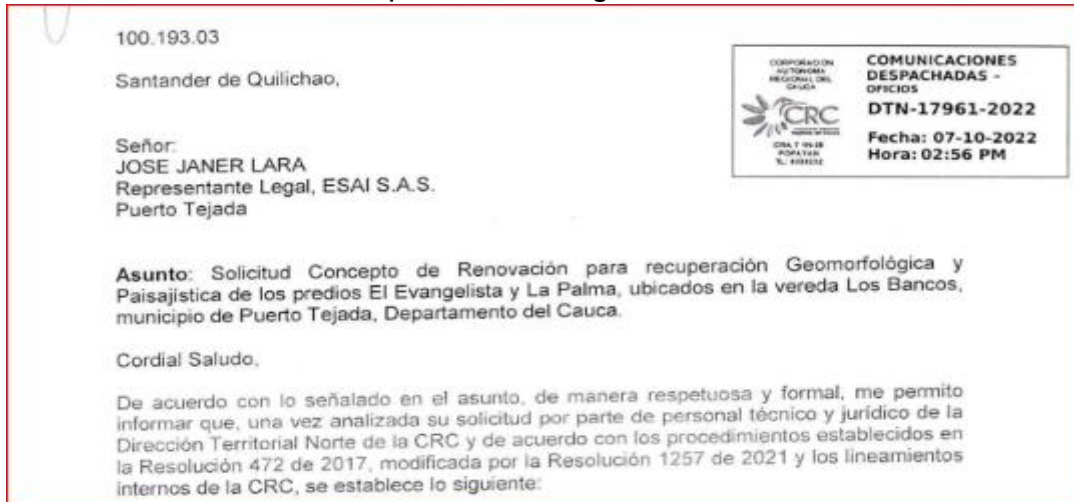 100.193.03
Santander de Quilichao,
CORPORACION
AUTONOMA
REGIONAL DEL
CAUCA
CRC
POPAYAN
COMUNICACIONES
DESPACHADAS -
OFICIOS
DTN-17961-2022
Fecha: 07-10-2022
Hora: 02:56 PM
Señor:
JOSE JANER LARA
Representante Legal, ESAI S.A.S.
Puerto Tejada
Asunto: Solicitud Concepto de Renovación para recuperación Geomorfológica y
Paisajística de los predios El Evangelista y La Palma, ubicados en la vereda Los Bancos,
municipio de Puerto Tejada, Departamento del Cauca.
Cordial Saludo,
De acuerdo con lo señalado en el asunto, de manera respetuosa y formal, me permito
informar que, una vez analizada su solicitud por parte de personal técnico y jurídico de la
Dirección Territorial Norte de la CRC y de acuerdo con los procedimientos establecidos en
la Resolución 472 de 2017, modificada por la Resolución 1257 de 2021 y los lineamientos
internos de la CRC, se establece lo siguiente: